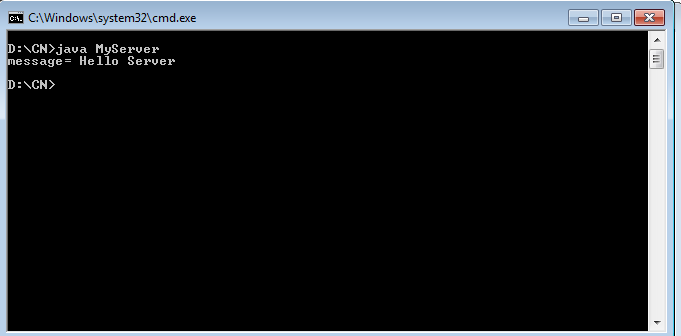 C:\Windows\system32\cmd.exe
D:\CN>java MyServer
message= Hello Server
D:\CN>